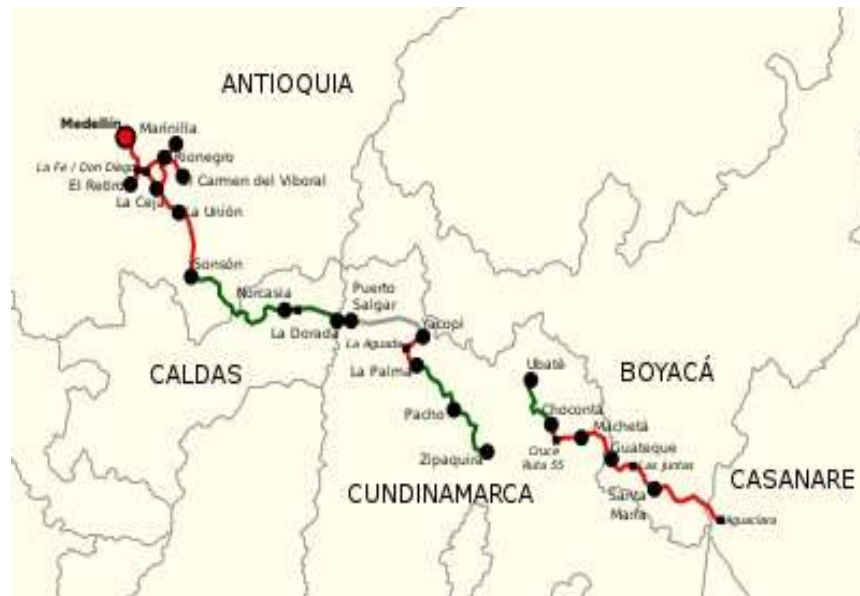 ANTIOQUIA
Medellín
Marinilla
Rionegro
La Fe / Don Diego
El Retiro
El Carmen del Viboral
La Ceja
La Unión
Sonsón
Norcasia
Puerto
Salgar
La Dorada
Yacopí
La Aguada
La Palma
CALDAS
Ubaté
BOYACÁ
Pacho
Chocontá
Machetá
Cruce
Ruta 55
Guateque
Las Juntas
Zipaquirá
CUNDINAMARCA
CASANARE
Santa
María
Aguaclara